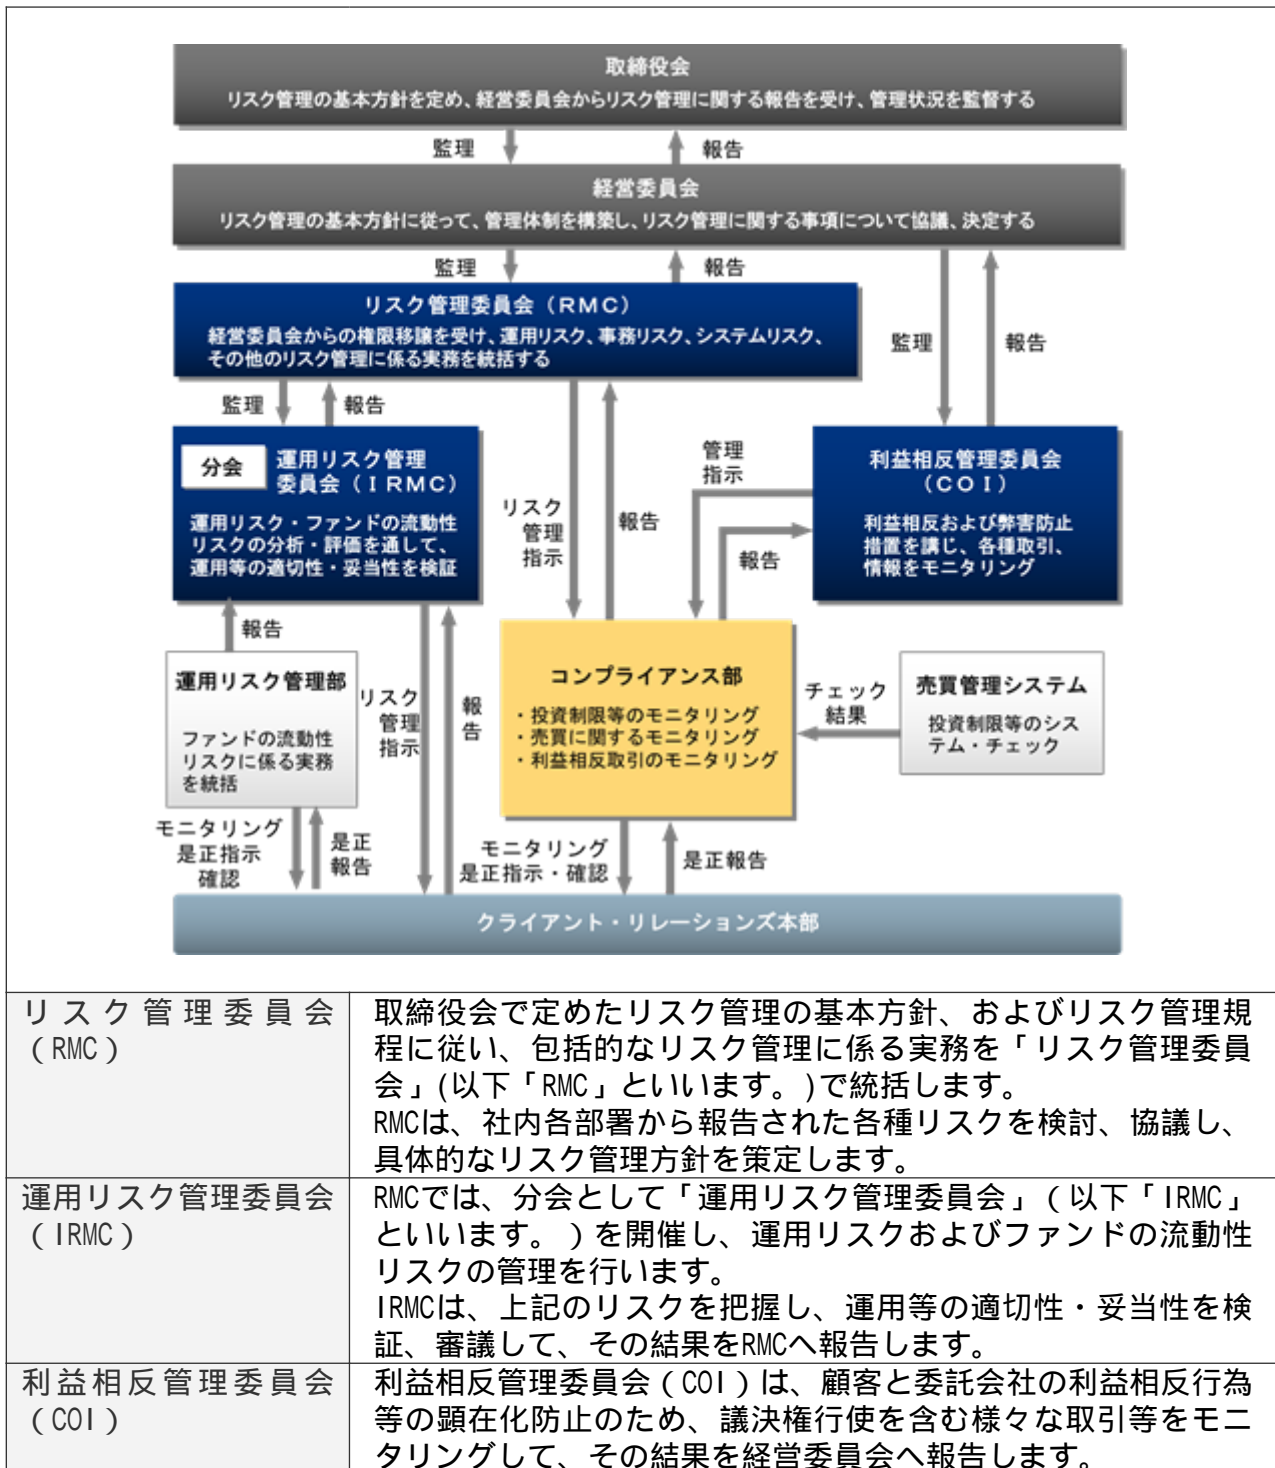 取締役会
リスク管理の基本方針を定め、経営委員会からリスク管理に関する報告を受け、管理状況を監督する
監理
報告
経営委員会
リスク管理の基本方針に従って、管理体制を構築し、リスク管理に関する事項について協議、決定する
監理
報告
リスク管理委員会（RMC）
経営委員会からの権限移譲を受け、運用リスク、事務リスク、システムリスク、
その他のリスク管理に係る実務を統括する
監理
報告
監理
報告
分会
運用リスク管理
委員会（IRMC）
運用リスク・ファンドの流動性
リスクの分析・評価を通して、
運用等の適切性・妥当性を検証
リスク
管理
指示
報告
管理
指示
報告
利益相反管理委員会
（COI）
利益相反および弊害防止
措置を講じ、各種取引、
情報をモニタリング
報告
運用リスク管理部
ファンドの流動性
リスクに係る実務
を統括
リスク
管理
指示
報
告
コンプライアンス部
・投資制限等のモニタリング
・売買に関するモニタリング
・利益相反取引のモニタリング
チェック
結果
売買管理システム
投資制限等のシス
テム・チェック
モニタリング
是正指示
確認
是正
報告
モニタリング
是正指示・確認
是正報告
クライアント・リレーションズ本部
リスク管理委員会
（RMC）
取締役会で定めたリスク管理の基本方針、およびリスク管理規
程に従い、包括的なリスク管理に係る実務を「リスク管理委員
会」(以下「RMC」といいます。)で統括します。
RMCは、社内各部署から報告された各種リスクを検討、協議し、
具体的なリスク管理方針を策定します。
運用リスク管理委員会
（IRMC）
RMCでは、分会として「運用リスク管理委員会」（以下「IRMC」
といいます。）を開催し、運用リスクおよびファンドの流動性
リスクの管理を行います。
IRMCは、上記のリスクを把握し、運用等の適切性・妥当性を検
証、審議して、その結果をRMCへ報告します。
利益相反管理委員会
（COI）
利益相反管理委員会（COI）は、顧客と委託会社の利益相反行為
等の顕在化防止のため、議決権行使を含む様々な取引等をモニ
タリングして、その結果を経営委員会へ報告します。